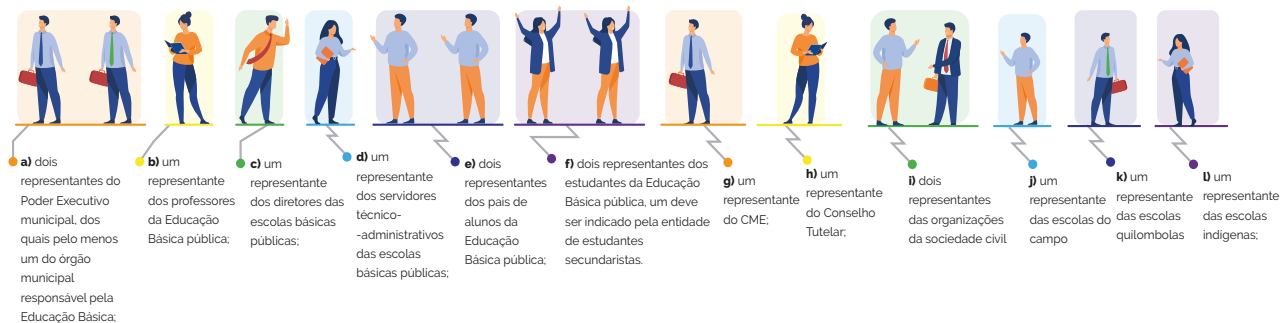 a) dois
representantes do
Poder Executivo
municipal, dos
quais pelo menos
um do órgão
municipal
responsável pela
Educação Básica;
b) um
representante
dos professores
da Educação
Básica pública;
c) um
representante
dos diretores das
escolas básicas
públicas;
d) um
representante
dos servidores
técnico-
-administrativos
das escolas
básicas públicas;
e) dois
representantes
dos pais de
alunos da
Educação
Básica pública;
f) dois representantes dos
estudantes da Educação
Básica pública, um deve
ser indicado pela entidade
de estudantes
secundaristas.
g) um
representante
do CME;
h) um
representante
do Conselho
Tutelar;
i) dois
representantes
das organizações
da sociedade civil
j) um
representante
das escolas do
campo
k) um
representante
das escolas
quilombolas
l) um
representante
das escolas
indígenas;